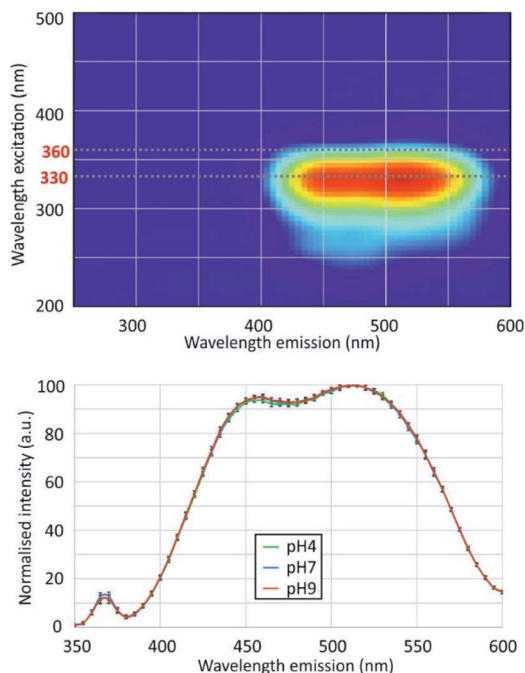 500
400
360
330
300
200
Wavelength excitation (nm)
300 400 500 600
Wavelength emission (nm)
100
80
60
40
20
10
0
Normalised intensity (a.u.)
pH4
pH7
pH9
350 400 450 500 550 600
Wavelength emission (nm)